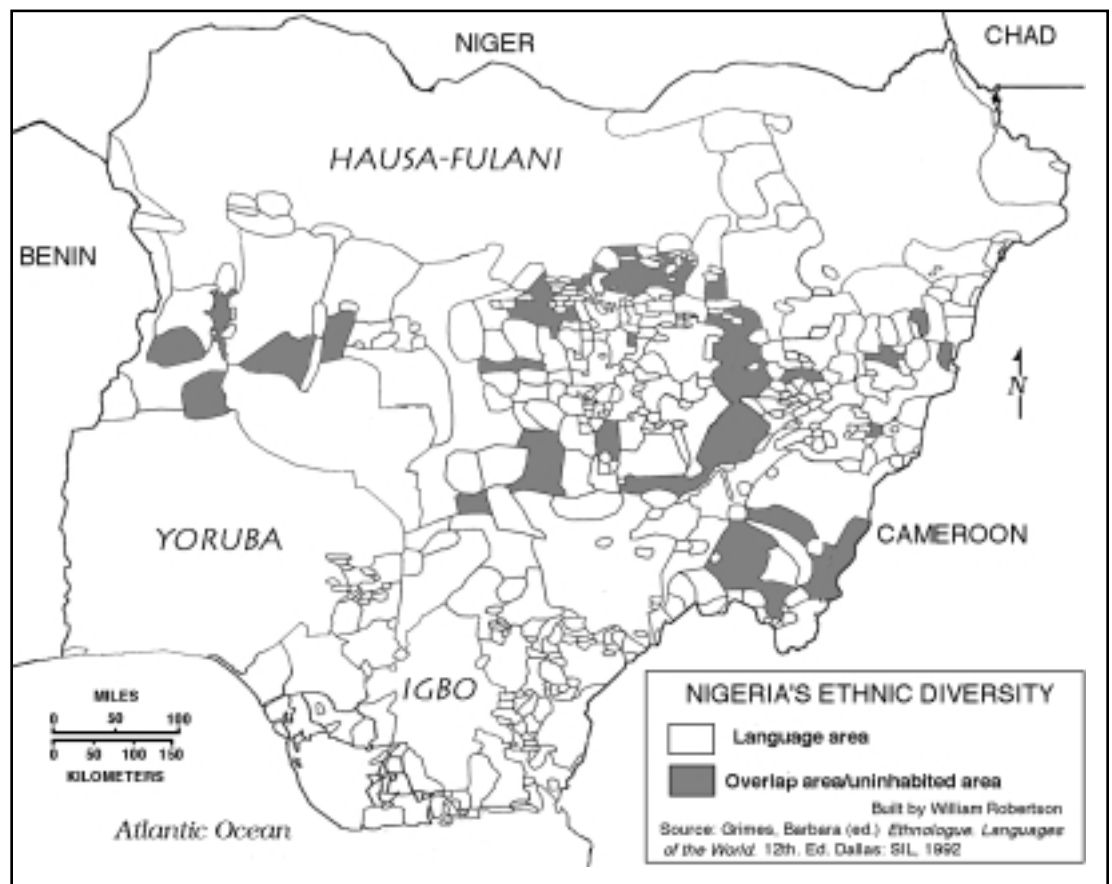 NIGER
CHAD
HAUSA-FULANI
BENIN
N
YORUBA
CAMEROON
IGBO
MILES
0 50 100
0 50 100 150
KILOMETERS
Atlantic Ocean
NIGERIA'S ETHNIC DIVERSITY
Language area
Overlap area/uninhabited area
Built by William Robertson
Source: Grimes, Barbara (ed.) Ethnologue. Languages
of the World. 12th. Ed. Dallas: SIL, 1992